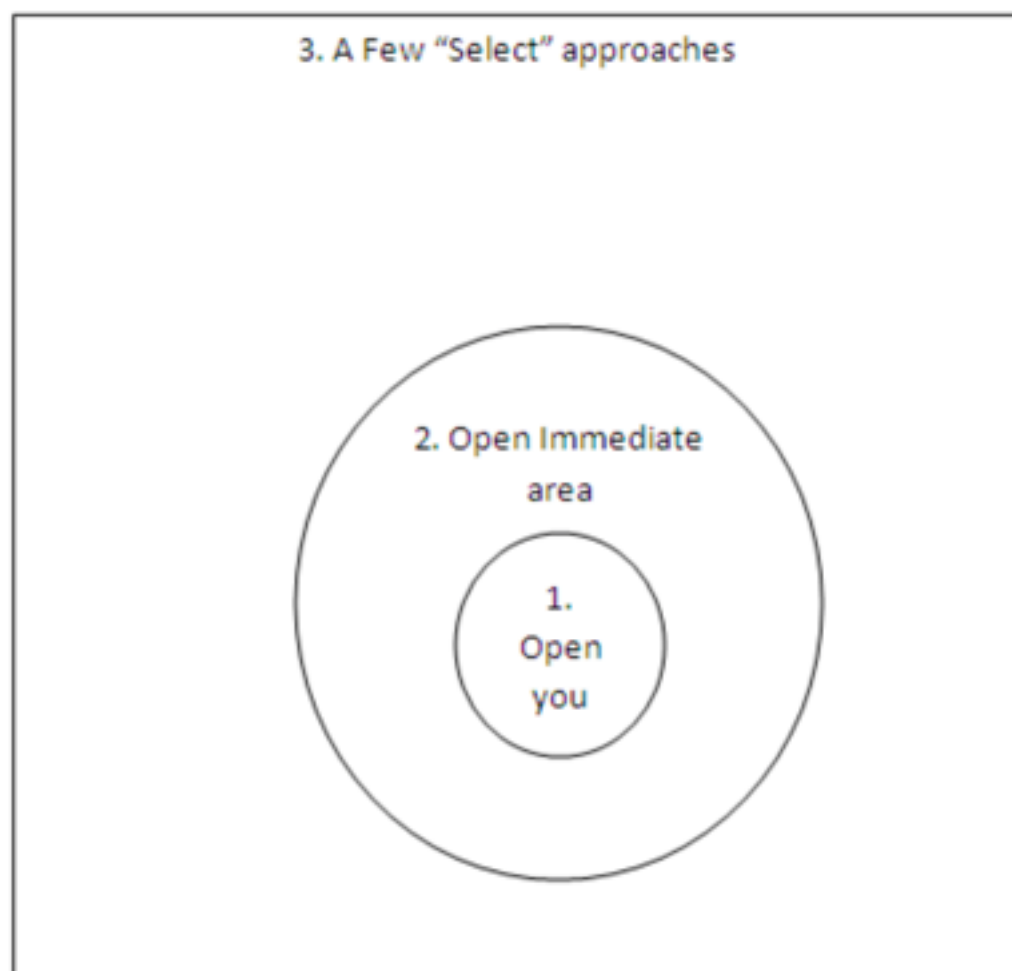 3. A Few “Select” approaches
2. Open Immediate
area
1.
Open
you